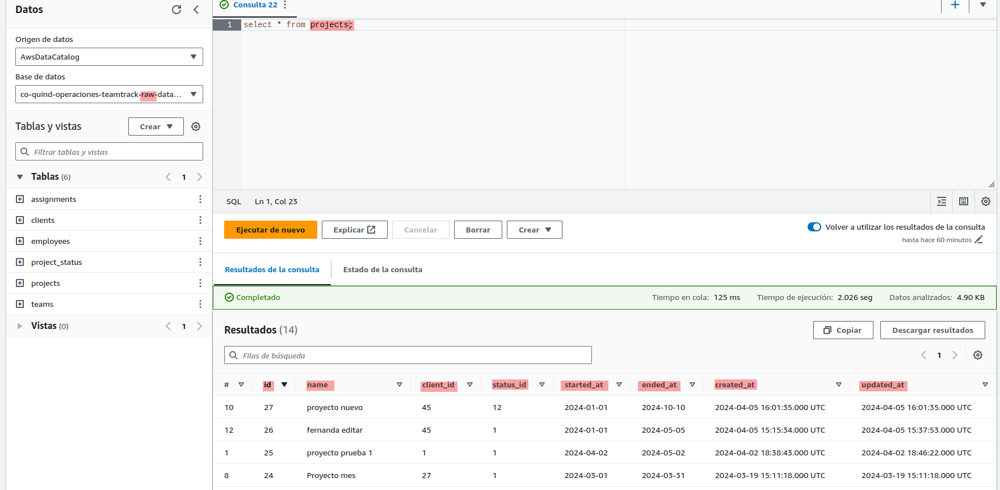 Datos
Origen de datos
AwsDataCatalog
Base de datos
co-quind-operaciones-teamtrack-raw-data...
Tablas y vistas
Crear
Filtrar tablas y vistas
Tablas (6)
1
assignments
clients
employees
project_status
projects
teams
Vistas (0)
1
Consulta 22
1 select * from projects;
SQL Ln 1, Col 23
Ejecutar de nuevo Explicar Cancelar Borrar Crear
Volver a utilizar los resultados de la consulta
hasta hace 60 minutos
Resultados de la consulta Estado de la consulta
Completado Tiempo en cola: 125 ms Tiempo de ejecución: 2.026 seg Datos analizados: 4.90 KB
Resultados (14) Copiar Descargar resultados
Filas de búsqueda 1
# id name client_id status_id started_at ended_at created_at updated_at
10 27 proyecto nuevo 45 12 2024-01-01 2024-10-10 2024-04-05 16:01:35.000 UTC 2024-04-05 16:01:35.000 UTC
12 26 fernanda editar 45 1 2024-01-01 2024-05-05 2024-04-05 15:15:34.000 UTC 2024-04-05 15:37:53.000 UTC
1 25 proyecto prueba 1 1 1 2024-04-02 2024-05-02 2024-04-02 18:38:43.000 UTC 2024-04-02 18:46:22.000 UTC
8 24 Proyecto mes 27 1 2024-03-01 2024-03-31 2024-03-19 15:11:18.000 UTC 2024-03-19 15:11:18.000 UTC